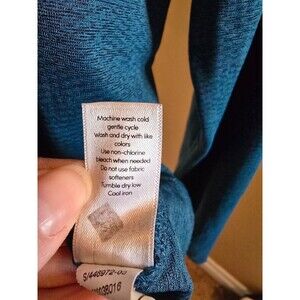 Machine wash cold
gentle cycle
Wash and dry with like
colors
Use non-chlorine
bleach when needed
Do not use fabric
softeners
Tumble dry low
Cool iron